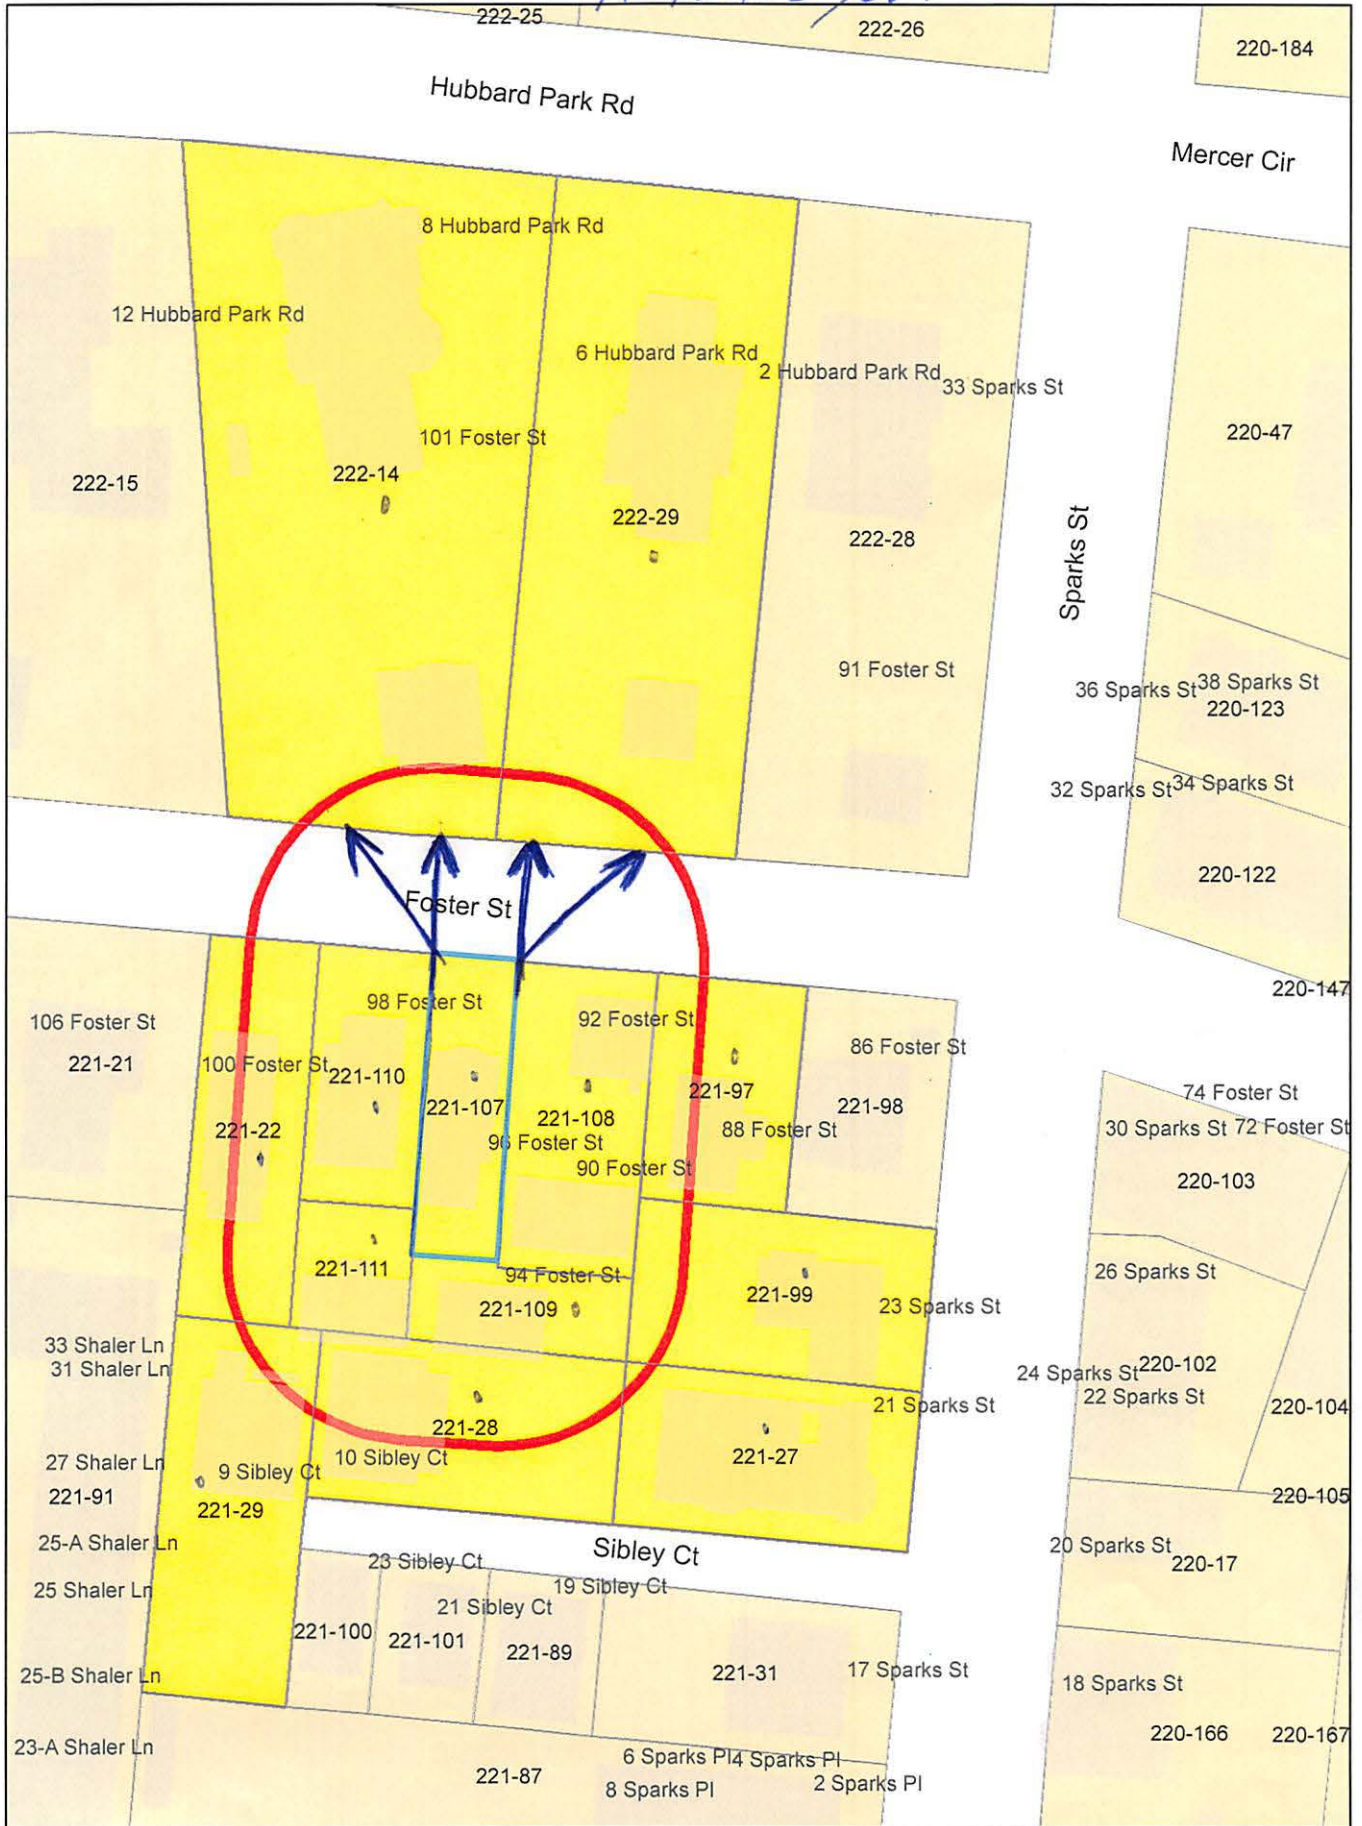 222-25
222-26
220-184
Hubbard Park Rd
Mercer Cir
8 Hubbard Park Rd
12 Hubbard Park Rd
6 Hubbard Park Rd
2 Hubbard Park Rd
33 Sparks St
101 Foster St
220-47
222-14
222-15
222-29
222-28
Sparks St
91 Foster St
36 Sparks St
38 Sparks St
220-123
32 Sparks St
34 Sparks St
220-122
Foster St
220-147
98 Foster St
92 Foster St
106 Foster St
86 Foster St
221-21
100 Foster St
221-110
221-97
74 Foster St
221-107
221-108
221-98
221-22
88 Foster St
30 Sparks St
72 Foster St
96 Foster St
90 Foster St
220-103
221-111
94 Foster St
26 Sparks St
221-99
221-109
23 Sparks St
33 Shaler Ln
31 Shaler Ln
24 Sparks St
220-102
22 Sparks St
21 Sparks St
220-104
221-28
10 Sibley Ct
221-27
27 Shaler Ln
9 Sibley Ct
221-91
221-29
220-105
25-A Shaler Ln
Sibley Ct
20 Sparks St
220-17
23 Sibley Ct
19 Sibley Ct
25 Shaler Ln
21 Sibley Ct
221-100
221-101
221-89
221-31
17 Sparks St
25-B Shaler Ln
18 Sparks St
220-166
220-167
23-A Shaler Ln
6 Sparks Pl
4 Sparks Pl
221-87
8 Sparks Pl
2 Sparks Pl